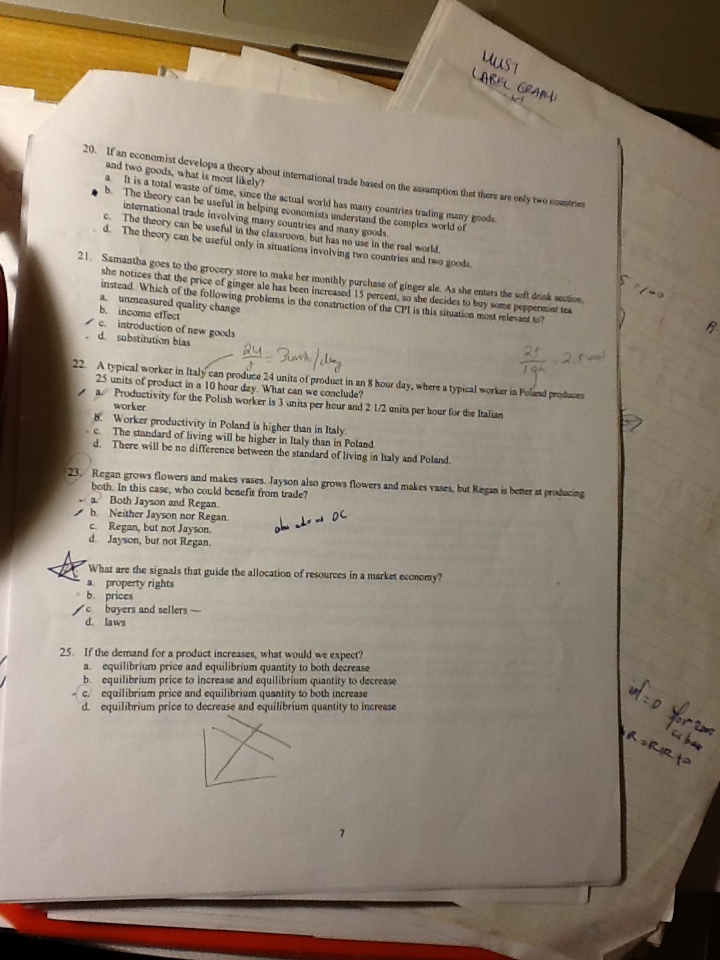 MUST
LABEL GRAPH
20. If an economist develops a theory about international trade based on the assumption that there are only two countries
and two goods, what is most likely?
a. It is a total waste of time, since the actual world has many countries trading many goods.
b. The theory can be useful in helping economists understand the complex world of
international trade involving many countries and many goods.
c. The theory can be useful in the classroom, but has no use in the real world.
d. The theory can be useful only in situations involving two countries and two goods.
21. Samantha goes to the grocery store to make her monthly purchase of ginger ale. As she enters the soft drink section,
she notices that the price of ginger ale has been increased 15 percent, so she decides to buy some peppermint tea
instead. Which of the following problems in the construction of the CPI is this situation most relevant to?
a. unmeasured quality change
b. income effect
c. introduction of new goods
d. substitution bias
24
8
= 3 /day
25
22. A typical worker in Italy can produce 24 units of product in an 8 hour day, where a typical worker in Poland produces
25 units of product in a 10 hour day. What can we conclude?
a. Productivity for the Polish worker is 3 units per hour and 2 1/2 units per hour for the Italian
worker.
b. Worker productivity in Poland is higher than in Italy.
c. The standard of living will be higher in Italy than in Poland
d. There will be no difference between the standard of living in Italy and Poland.
23. Regan grows flowers and makes vases. Jayson also grows flowers and makes vases, but Regan is better at producing
both. In this case, who could benefit from trade?
a. Both Jayson and Regan.
b. Neither Jayson nor Regan.
c. Regan, but not Jayson.
d. Jayson, but not Regan.
OC
What are the signals that guide the allocation of resources in a market economy?
a. property rights
b. prices
c. buyers and sellers —
d. laws
25. If the demand for a product increases, what would we expect?
a. equilibrium price and equilibrium quantity to both decrease
b. equilibrium price to increase and equilibrium quantity to decrease
c. equilibrium price and equilibrium quantity to both increase
d. equilibrium price to decrease and equilibrium quantity to increase
7